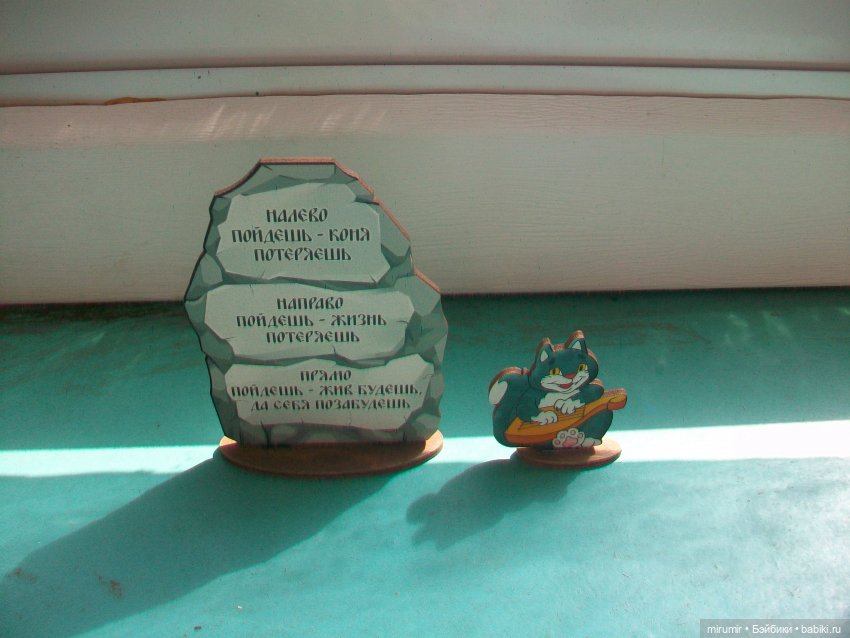 НАЛЕВО
ПОЙДЕШЬ - КОНЯ
ПОТЕРЯЕШЬ
НАПРАВО
ПОЙДЕШЬ - ЖИЗНЬ
ПОТЕРЯЕШЬ
ПРЯМО
ПОЙДЕШЬ - ЖИВ БУДЕШЬ,
ДА СЕБЯ ПОЗАБУДЕШЬ
mirumir • Бэйбики • babiki.ru